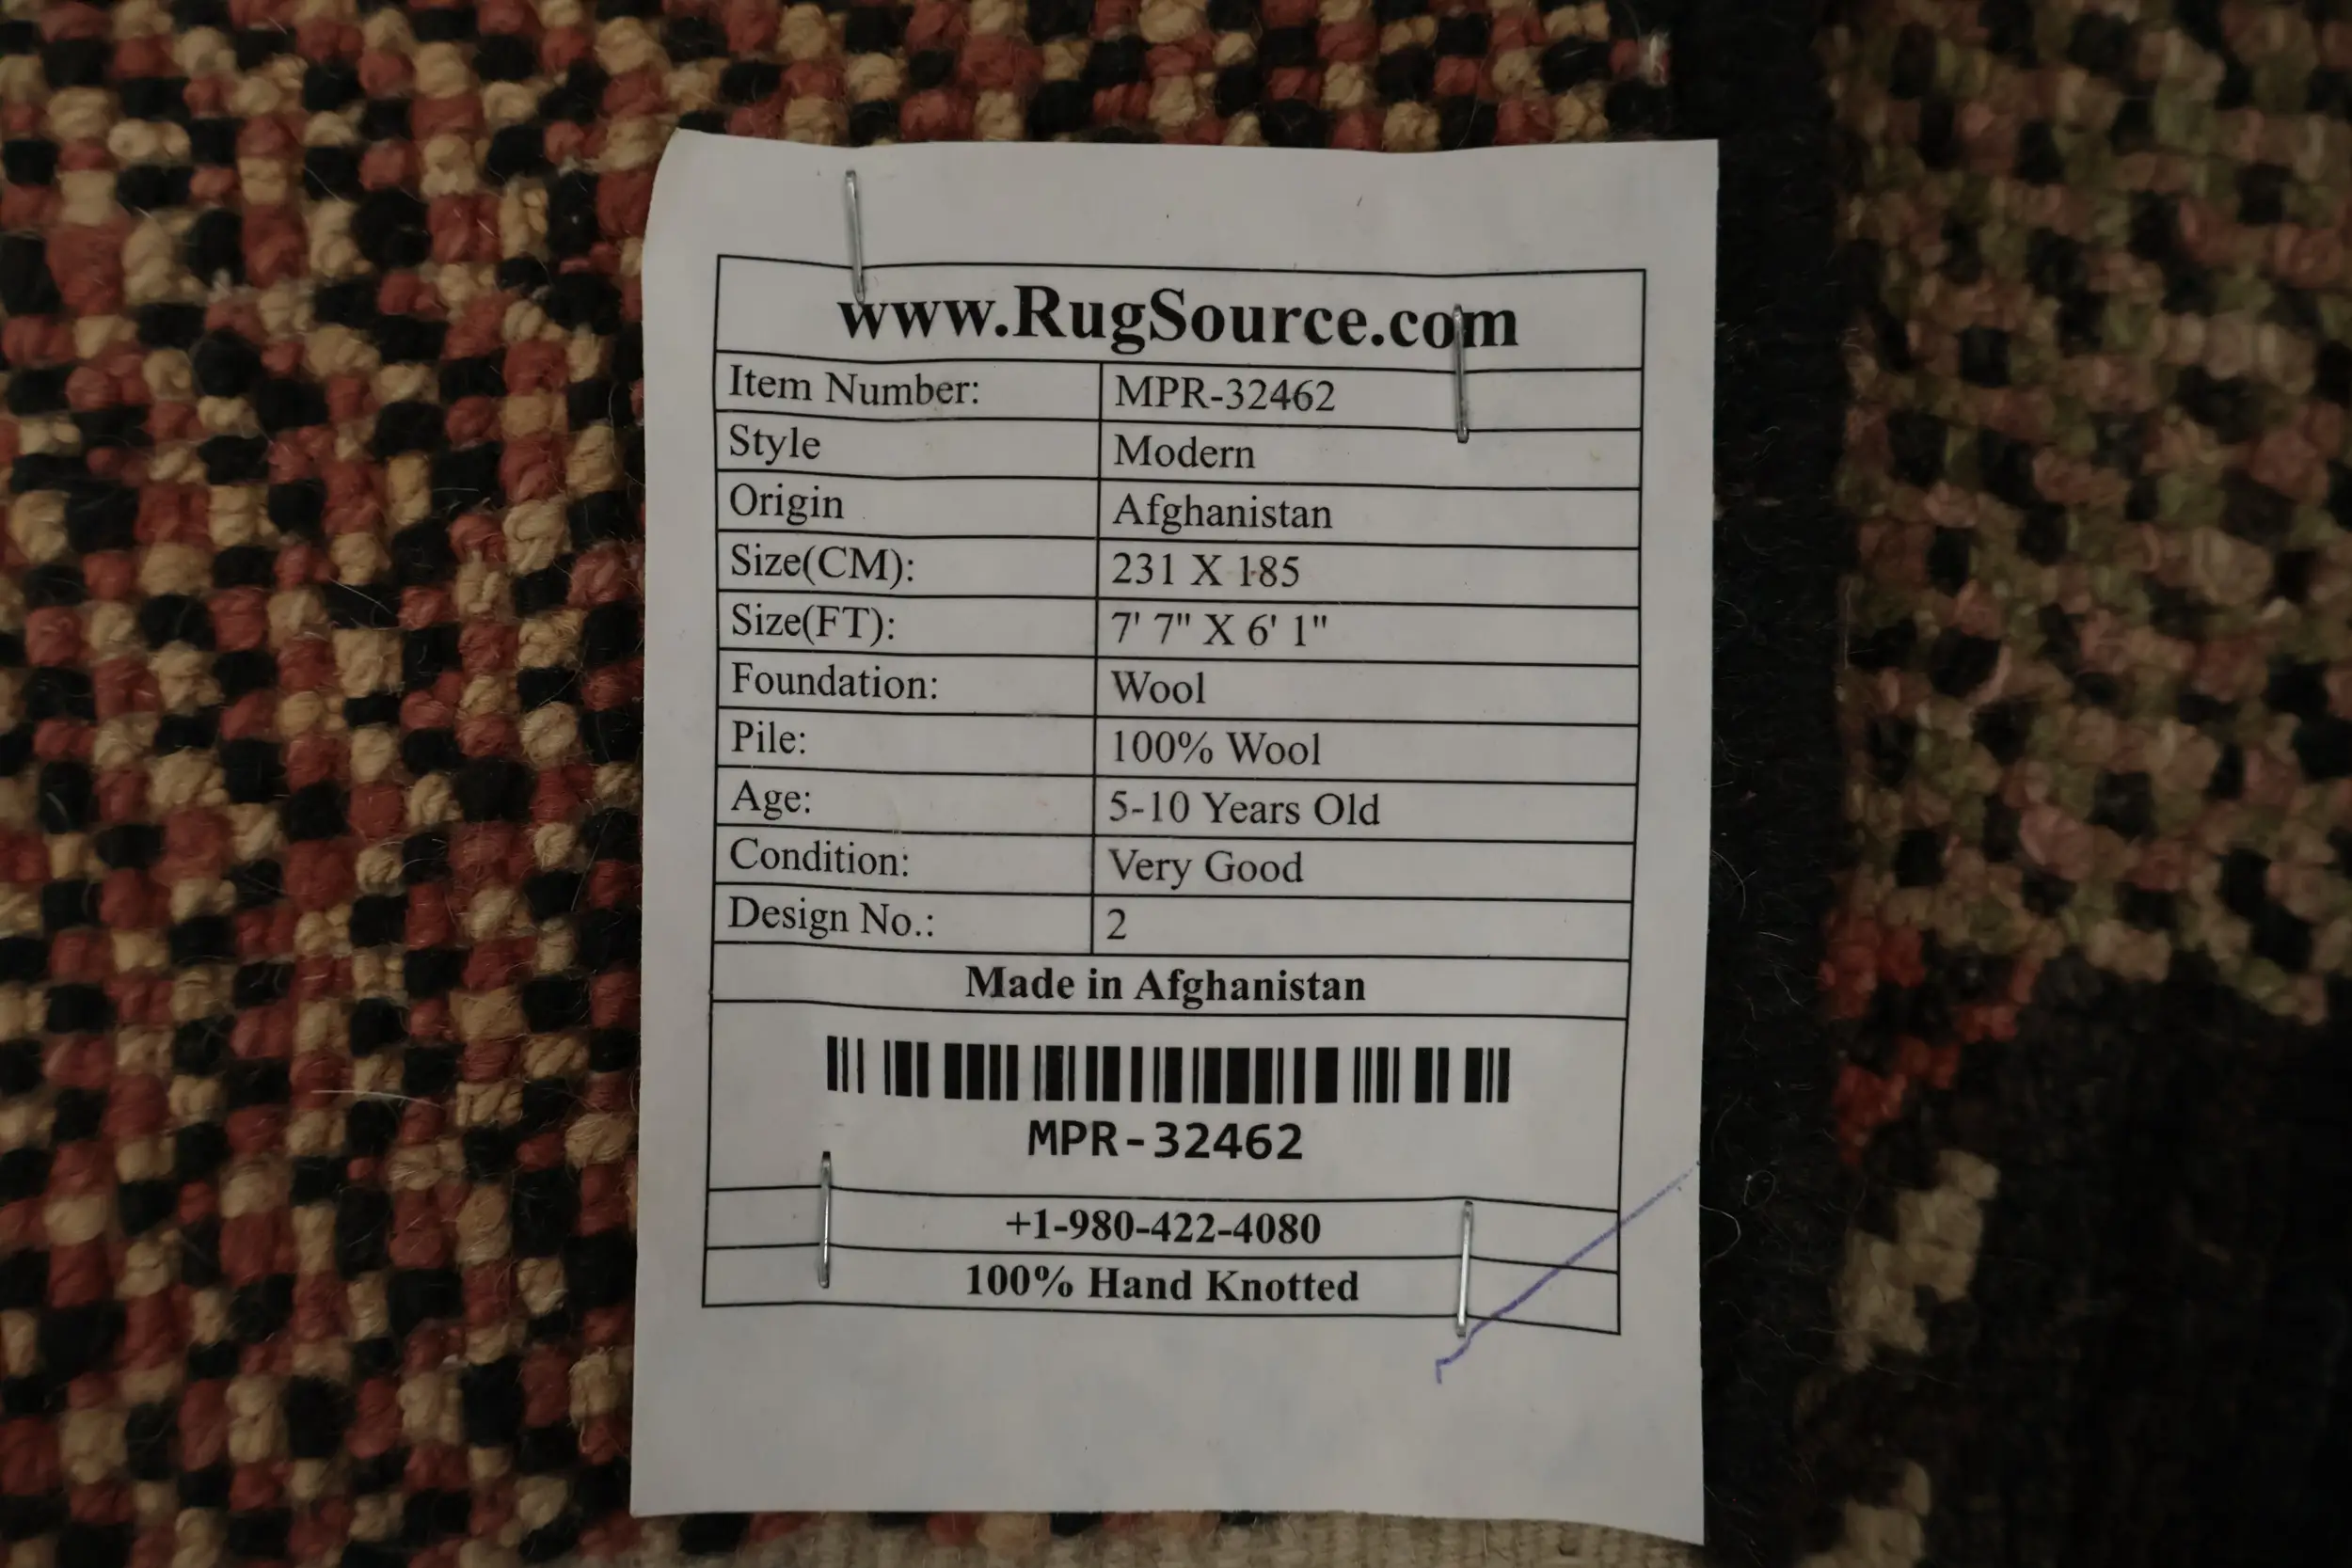 www.RugSource.com
Item Number: MPR-32462
Style Modern
Origin Afghanistan
Size(CM): 231 X 185
Size(FT): 7' 7" X 6' 1"
Foundation: Wool
Pile: 100% Wool
Age: 5-10 Years Old
Condition: Very Good
Design No.: 2
Made in Afghanistan
MPR-32462
+1-980-422-4080
100% Hand Knotted